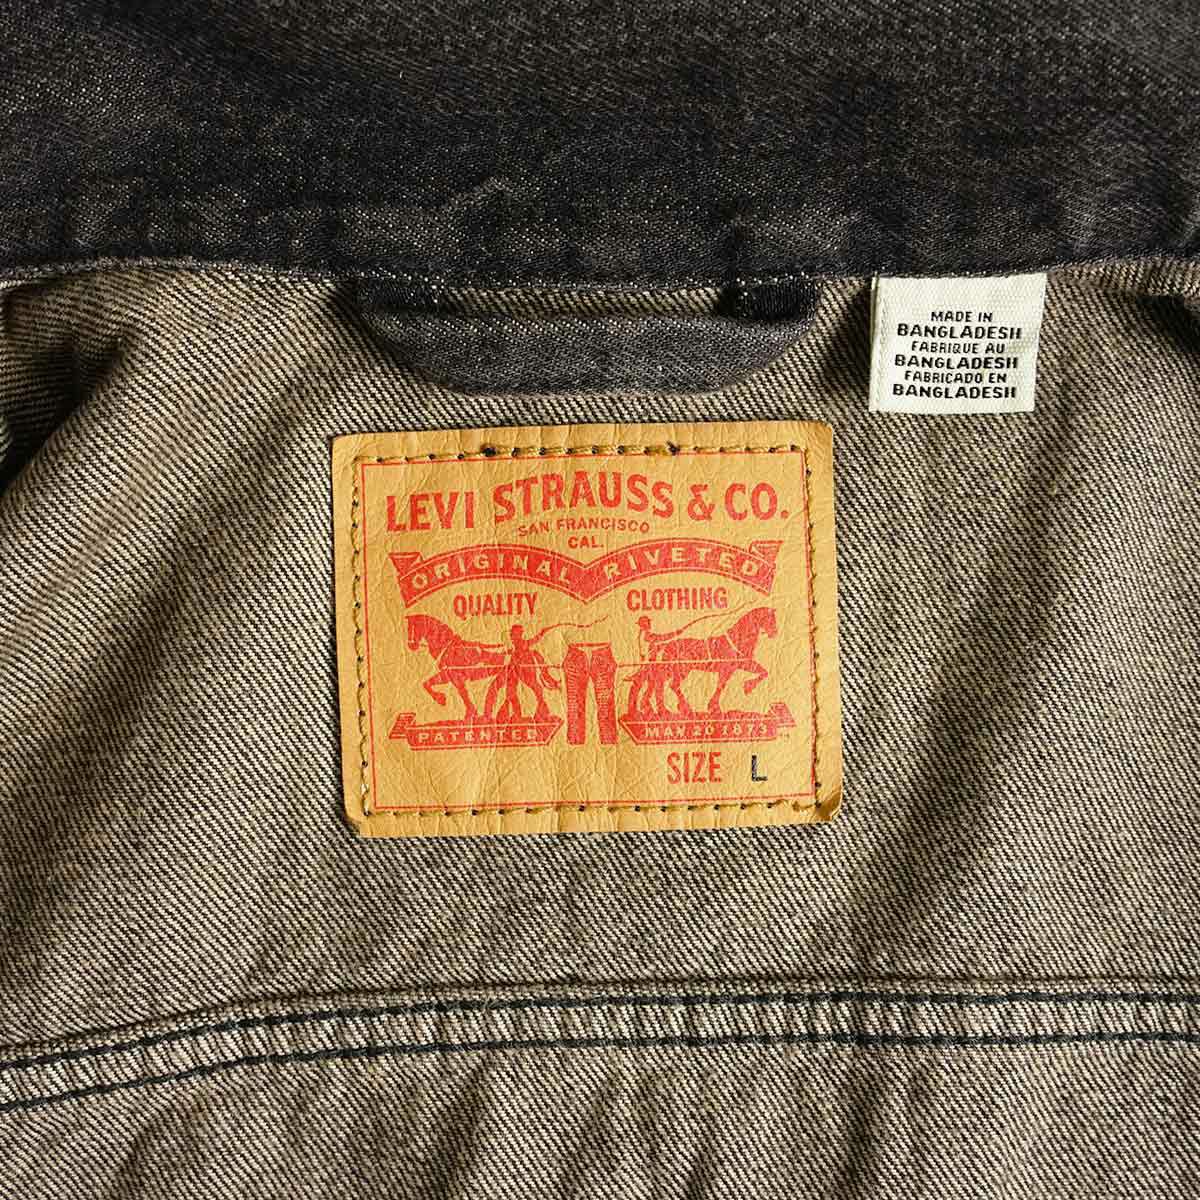 MADE IN
BANGLADESH
FABRIQUE AU
BANGLADESH
FABRICADO EN
BANGLADESH
LEVI STRAUSS & CO.
SAN FRANCISCO
CAL.
ORIGINAL RIVETED
QUALITY CLOTHING
PATENTED MAY 20 1873
SIZE L